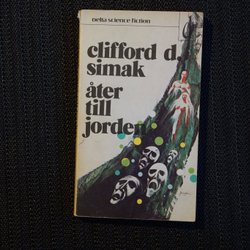 Delta science fiction
clifford d.
simak
åter
till
jorden